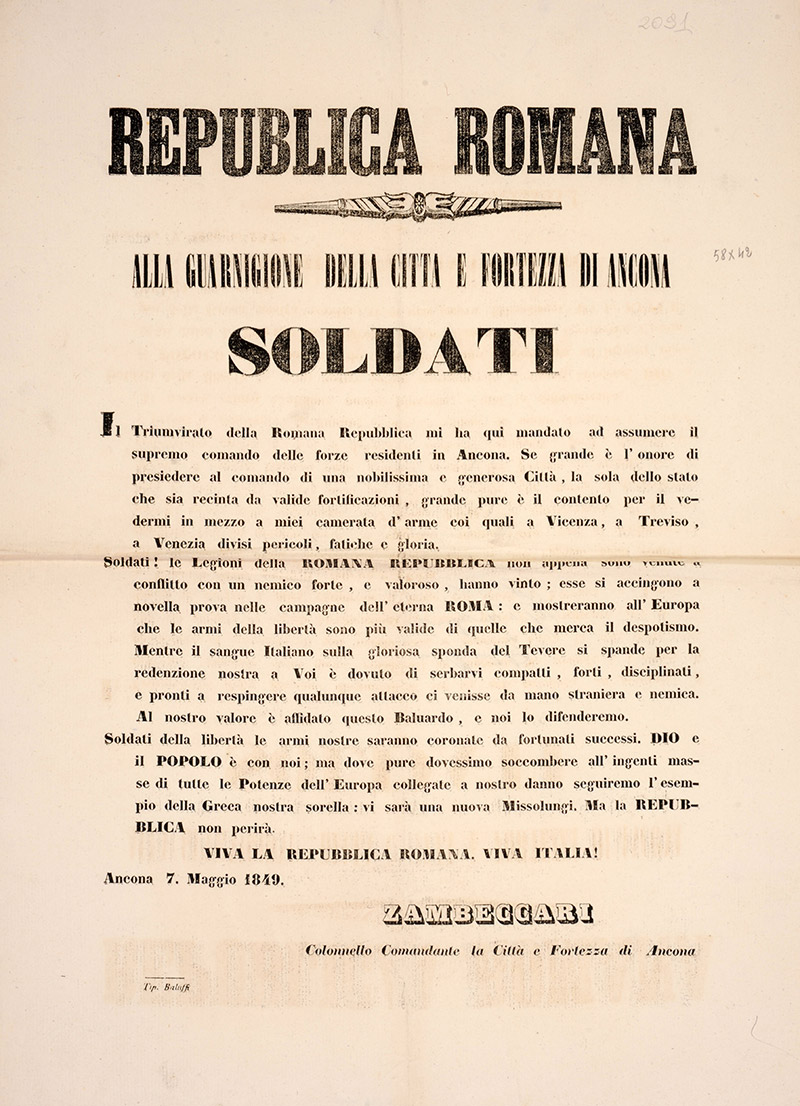 2091
REPUBLICA ROMANA
58 x 42
ALLA GUARNIGIONE DELLA CITTA E FORTEZZA DI ANCONA
SOLDATI
Il Triumvirato della Romana Repubblica mi ha qui mandato ad assumere il
supremo comando delle forze residenti in Ancona. Se grande è l'onore di
presiedere al comando di una nobilissima e generosa Città, la sola dello stato
che sia recinta da valide fortificazioni, grande pure è il contento per il ve-
dermi in mezzo a miei camerata d'arme coi quali a Vicenza, a Treviso,
a Venezia divisi pericoli, fatiche e gloria.
Soldati! le Legioni della ROMANA REPUBBLICA non appena sono venute a
conflitto con un nemico forte, e valoroso, hanno vinto; esse si accingono a
novella prova nelle campagne dell'eterna ROMA: e mostreranno all'Europa
che le armi della libertà sono più valide di quelle che merca il despotismo.
Mentre il sangue Italiano sulla gloriosa sponda del Tevere si spande per la
redenzione nostra a Voi è dovuto di serbarvi compatti, forti, disciplinati,
e pronti a respingere qualunque attacco ci venisse da mano straniera e nemica.
Al nostro valore è affidato questo Baluardo, e noi lo difenderemo.
Soldati della libertà le armi nostre saranno coronate da fortunati successi. DIO e
il POPOLO è con noi; ma dove pure dovessimo soccombere all'ingenti mas-
se di tutte le Potenze dell'Europa collegate a nostro danno seguiremo l'esem-
pio della Greca nostra sorella: vi sarà una nuova Missolungi. Ma la REPUB-
BLICA non perirà.
VIVA LA REPUBBLICA ROMANA. VIVA ITALIA!
Ancona 7. Maggio 1849.
ZAMBECCARI
Colonnello Comandante la Città e Fortezza di Ancona
Tip. Baluffi